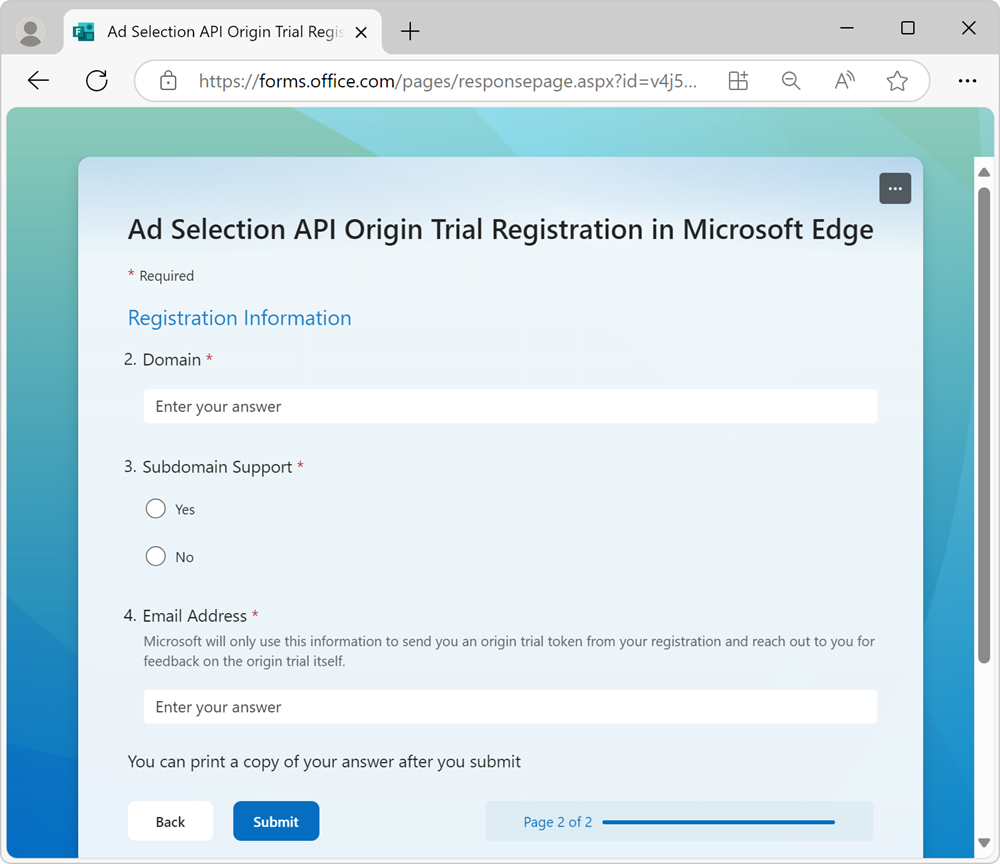 Ad Selection API Origin Trial Regis
https://forms.office.com/pages/responsepage.aspx?id=v4j5...
Ad Selection API Origin Trial Registration in Microsoft Edge
* Required
Registration Information
2. Domain *
Enter your answer
3. Subdomain Support *
Yes
No
4. Email Address *
Microsoft will only use this information to send you an origin trial token from your registration and reach out to you for
feedback on the origin trial itself.
Enter your answer
You can print a copy of your answer after you submit
Back
Submit
Page 2 of 2